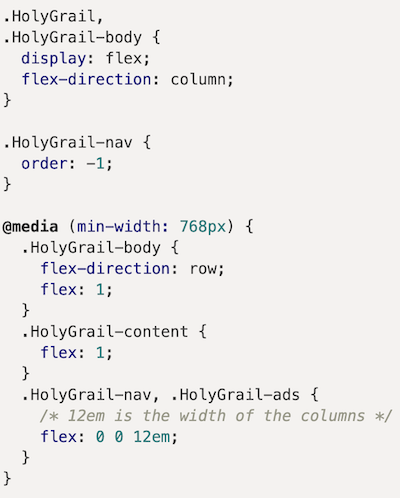 .HolyGrail,
.HolyGrail-body {
  display: flex;
  flex-direction: column;
}

.HolyGrail-nav {
  order: -1;
}

@media (min-width: 768px) {
  .HolyGrail-body {
    flex-direction: row;
    flex: 1;
  }
  .HolyGrail-content {
    flex: 1;
  }
  .HolyGrail-nav, .HolyGrail-ads {
    /* 12em is the width of the columns */
    flex: 0 0 12em;
  }
}